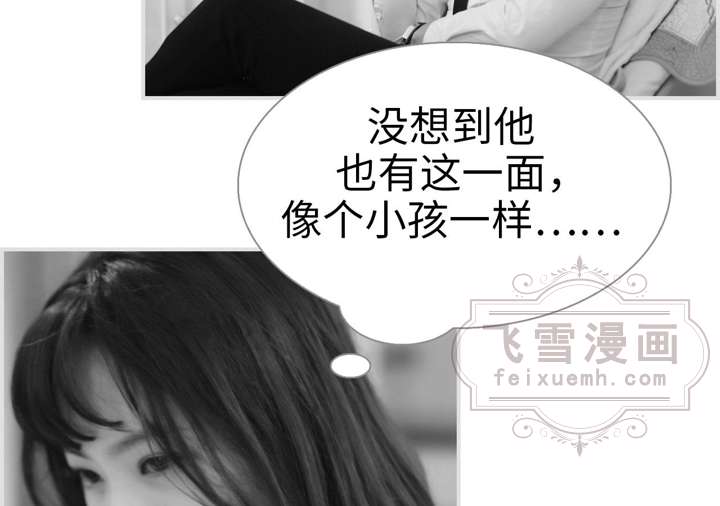 没想到他
也有这一面，
像个小孩一样……
飞雪漫画
feixuemh.com